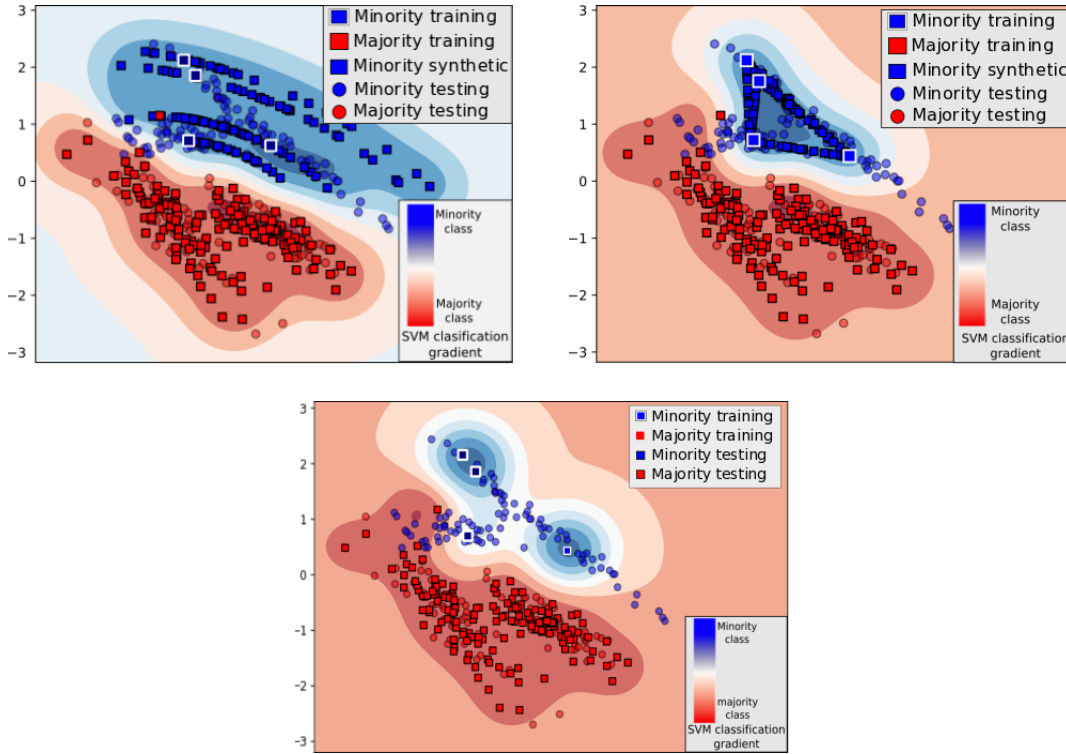 Minority training
Majority training
Minority synthetic
Minority testing
Majority testing
3
2
1
0
−1
−2
−3
Minority
class
Majority
class
SVM clasification
gradient
Minority training
Majority training
Minority synthetic
Minority testing
Majority testing
3
2
1
0
−1
−2
−3
Minority
class
Majority
class
SVM classification
gradient
Minority training
Majority training
Minority testing
Majority testing
3
2
1
0
−1
−2
−3
Minority
class
majority
class
SVM classification
gradient